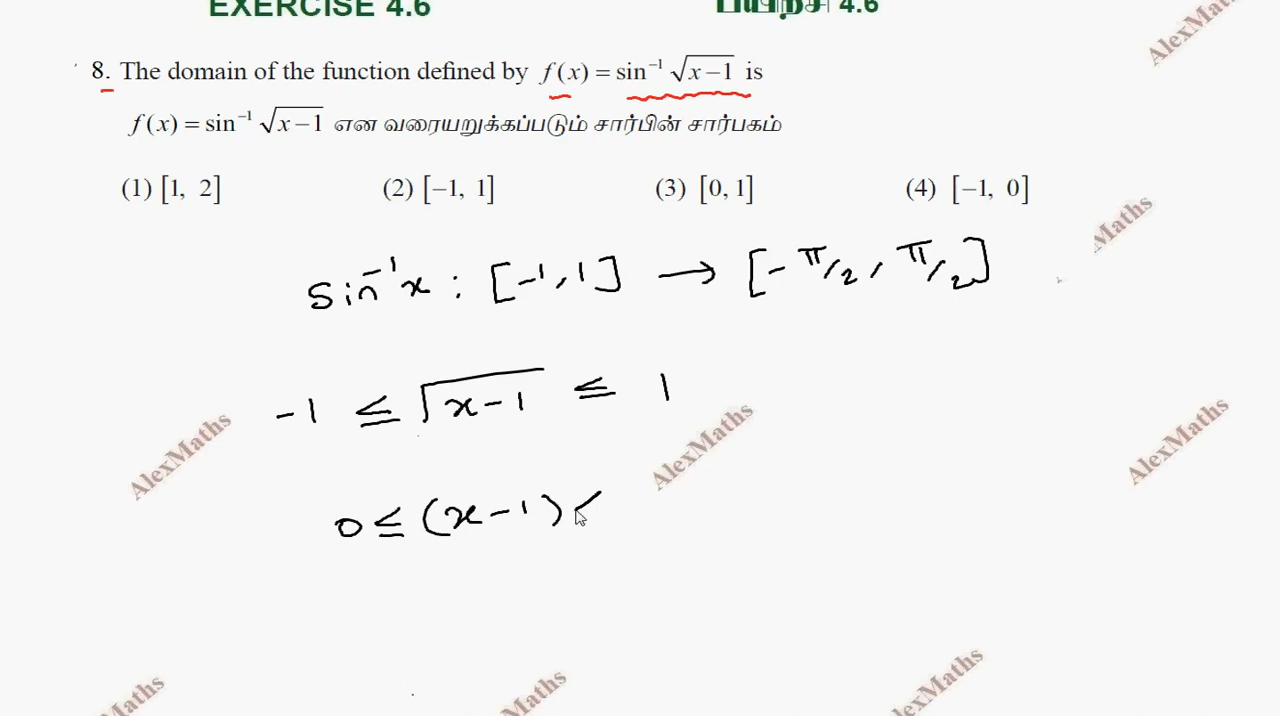 EXERCISE 4.6 பயிற்சி 4.6
8. The domain of the function defined by f(x) = sin⁻¹ √(x−1) is
f(x) = sin⁻¹ √(x−1) என வரையறுக்கப்படும் சார்பின் சார்பகம்
(1) [1, 2] (2) [−1, 1] (3) [0, 1] (4) [−1, 0]
sin⁻¹x : [-1, 1] → [-π/2, π/2]
-1 ≤ √(x-1) ≤ 1
0 ≤ (x-1) <
AlexMaths
AlexMaths
AlexMaths
AlexMaths
AlexMaths
AlexMaths
AlexMaths
AlexMaths